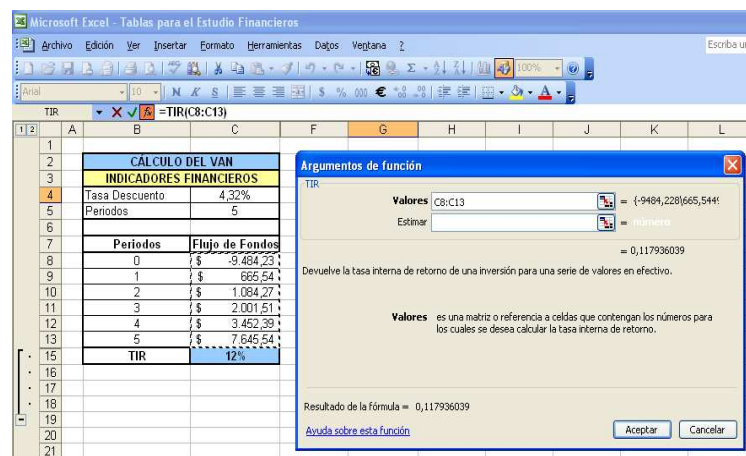 Microsoft Excel - Tablas para el Estudio Financieros
Archivo Edición Ver Insertar Formato Herramientas Datos Ventana ?
Escriba u
100%
Arial 10 N K S $ % 000 €
TIR =TIR(C8:C13)
1 2 A B C F G H I J K L
1
2 CÁLCULO DEL VAN
3 INDICADORES FINANCIEROS
4 Tasa Descuento 4,32%
5 Periodos 5
6
7 Periodos Flujo de Fondos
8 0 $ -9.484,23
9 1 $ 665,54
10 2 $ 1.084,27
11 3 $ 2.001,51
12 4 $ 3.452,39
13 5 $ 7.645,54
15 TIR 12%
16
17
18
19
20
21
Argumentos de función
TIR
Valores C8:C13 = {-9484,228\665,544
Estimar = número
= 0,117936039
Devuelve la tasa interna de retorno de una inversión para una serie de valores en efectivo.
Valores es una matriz o referencia a celdas que contengan los números para
los cuales se desea calcular la tasa interna de retorno.
Resultado de la fórmula = 0,117936039
Ayuda sobre esta función
Aceptar Cancelar